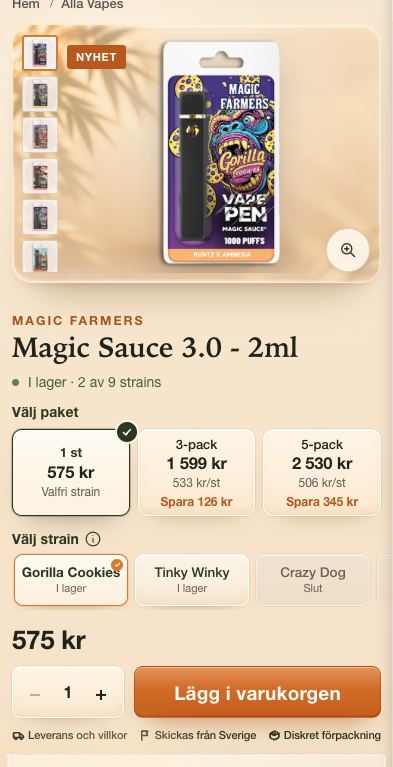 Hem / Alla Vapes
NYHET
MAGIC
FARMERS
Gorilla
COOKIES
VAPE
PEN
MAGIC SAUCE
1000 PUFFS
RUNTZ X AMNESIA
MAGIC FARMERS
Magic Sauce 3.0 - 2ml
I lager · 2 av 9 strains
Välj paket
1 st
575 kr
Valfri strain
3-pack
1 599 kr
533 kr/st
Spara 126 kr
5-pack
2 530 kr
506 kr/st
Spara 345 kr
Välj strain
Gorilla Cookies
I lager
Tinky Winky
I lager
Crazy Dog
Slut
575 kr
− 1 +
Lägg i varukorgen
Leverans och villkor
Skickas från Sverige
Diskret förpackning